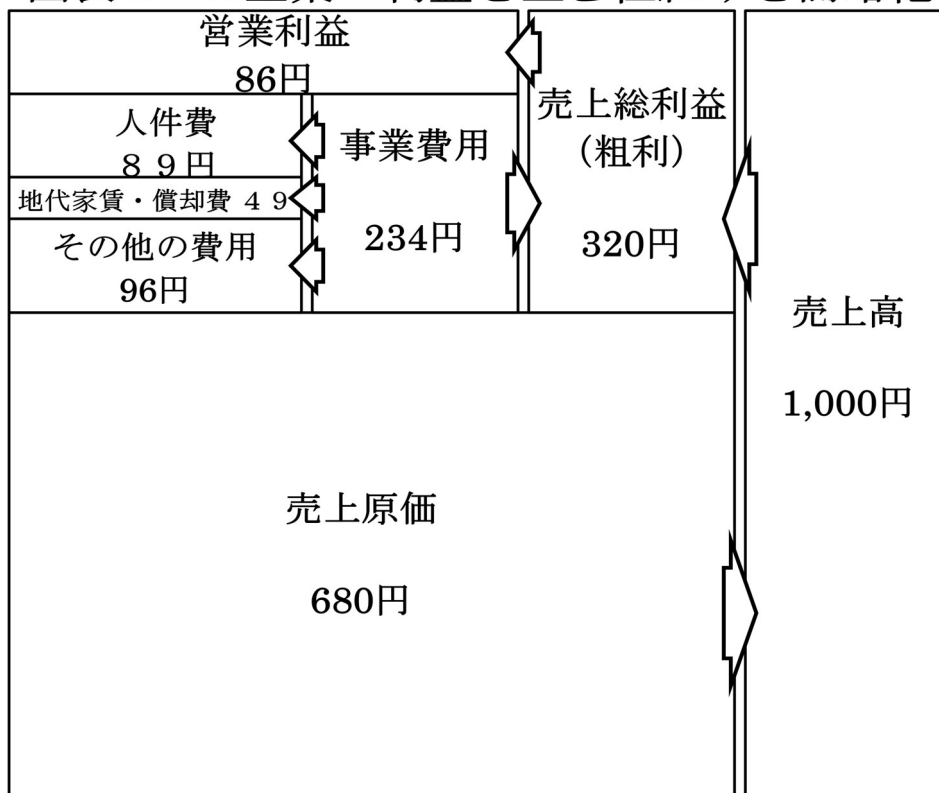 営業利益
86円
人件費
８９円
地代家賃・償却費 ４９
その他の費用
96円
事業費用
234円
売上総利益
（粗利）
320円
売上高
1,000円
売上原価
680円